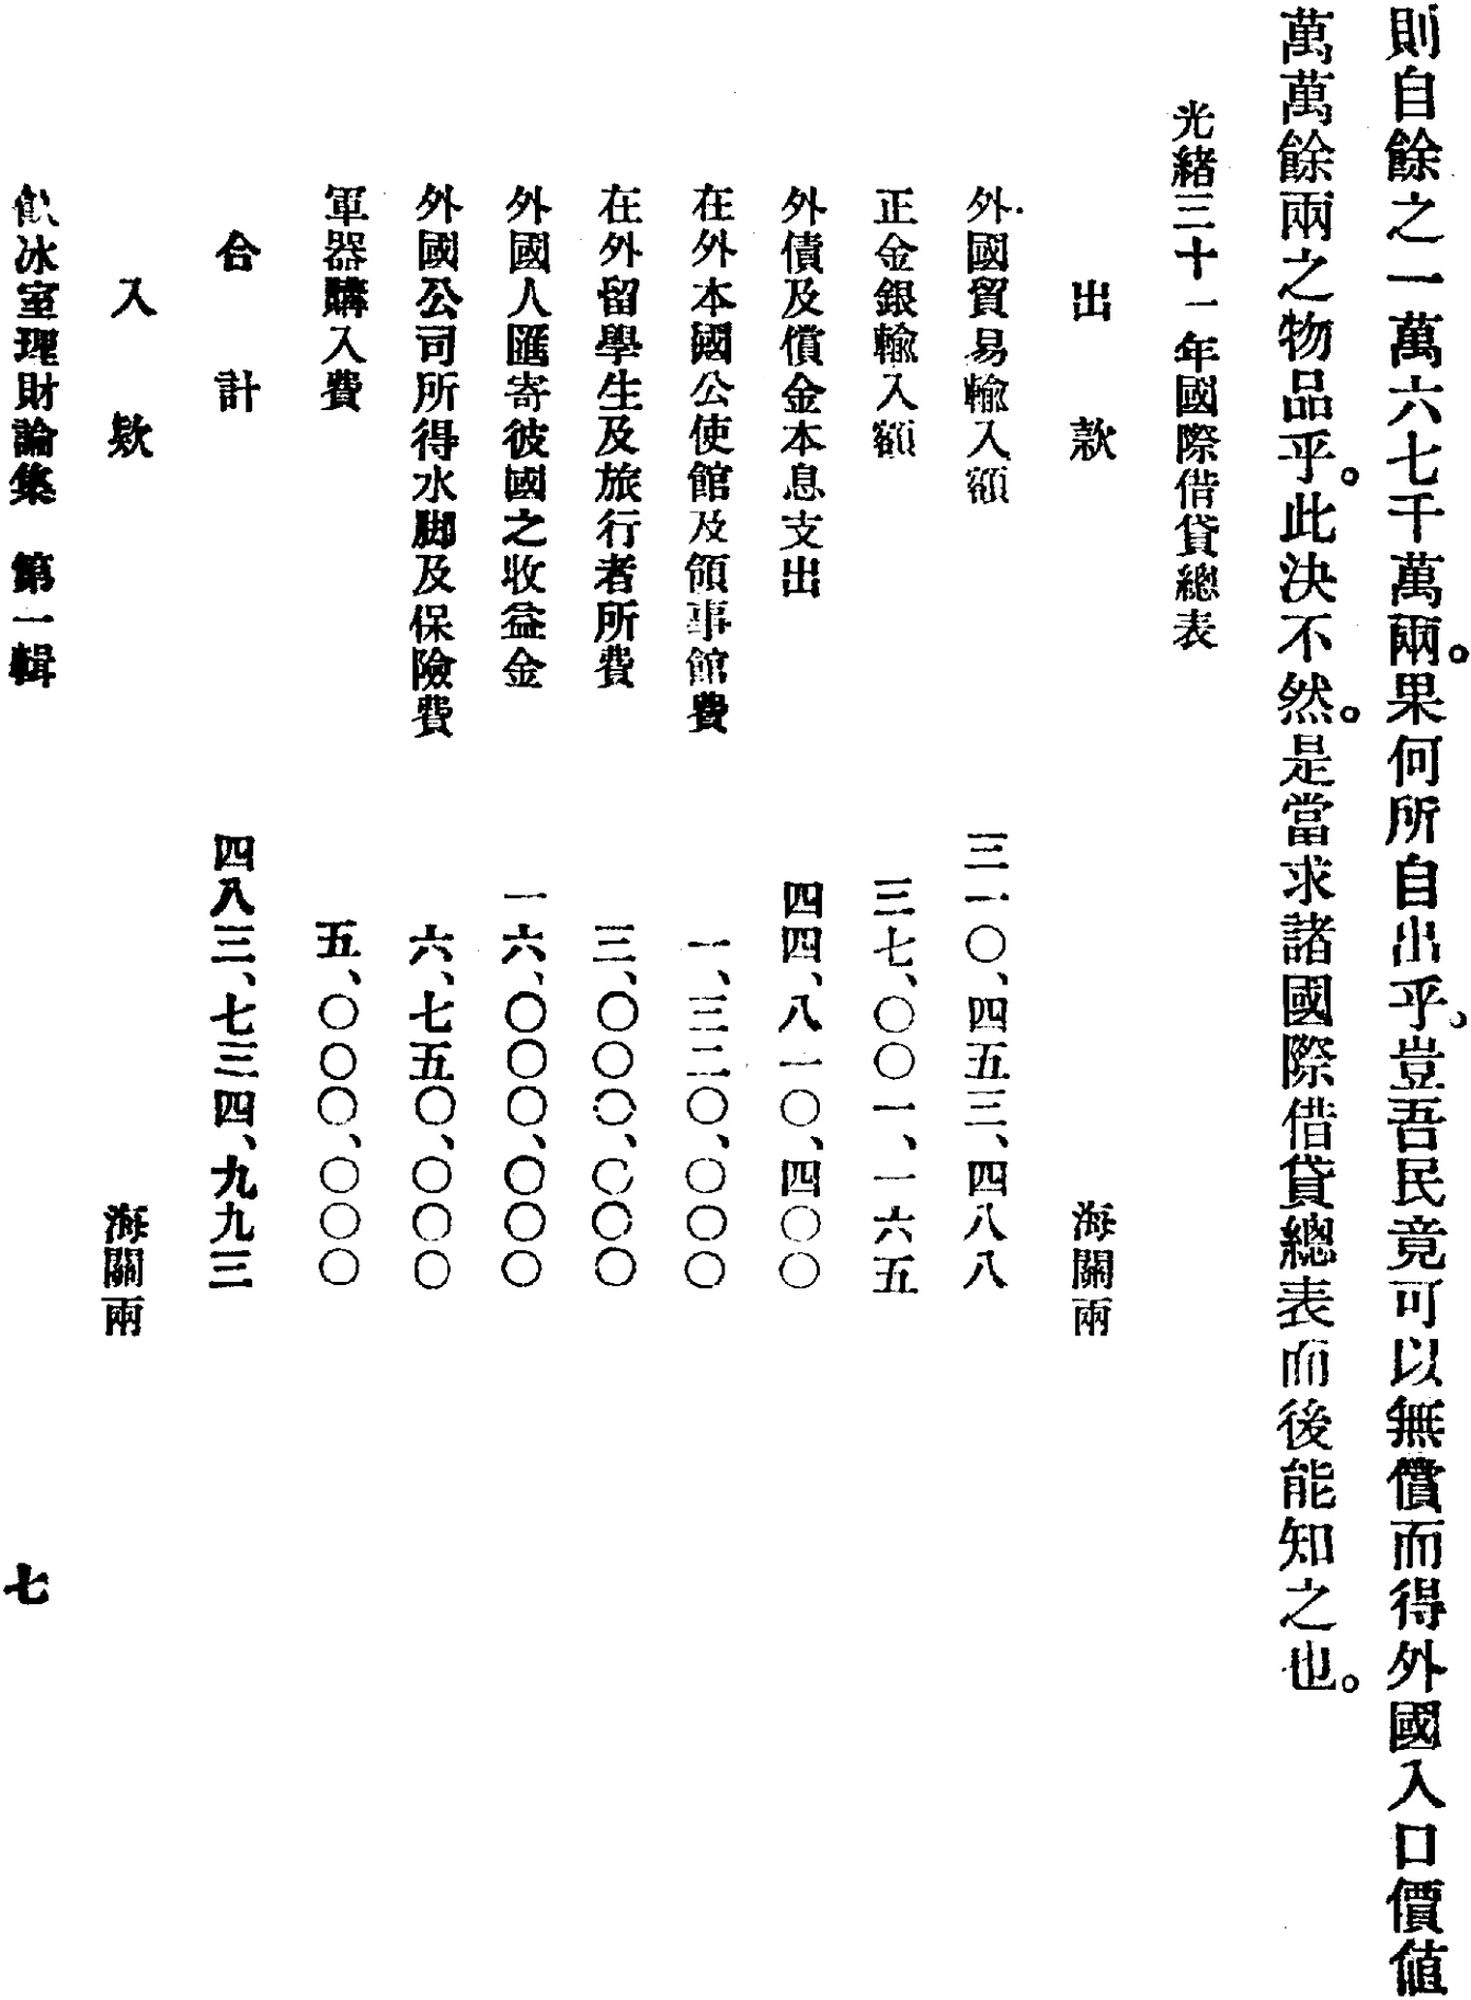 則自餘之一萬六七千萬兩。果何所自出乎。豈吾民竟可以無償而得外國入口價値
萬萬餘兩之物品乎。此決不然。是當求諸國際借貸總表而後能知之也。
光緒三十一年國際借貸總表
出款 海關兩
外國貿易輸入額 三一〇、四五三、四八八
正金銀輸入額 三七、〇〇一、一六五
外債及償金本息支出 四四、八一〇、四〇〇
在外本國公使館及領事館費 一、三二〇、〇〇〇
在外留學生及旅行者所費 三、〇〇〇、〇〇〇
外國人匯寄彼國之收益金 一六、〇〇〇、〇〇〇
外國公司所得水脚及保險費 六、七五〇、〇〇〇
軍器購入費 五、〇〇〇、〇〇〇
合計 四八三、七三四、九九三
入款 海關兩
飮冰室理財論集 第一輯 七